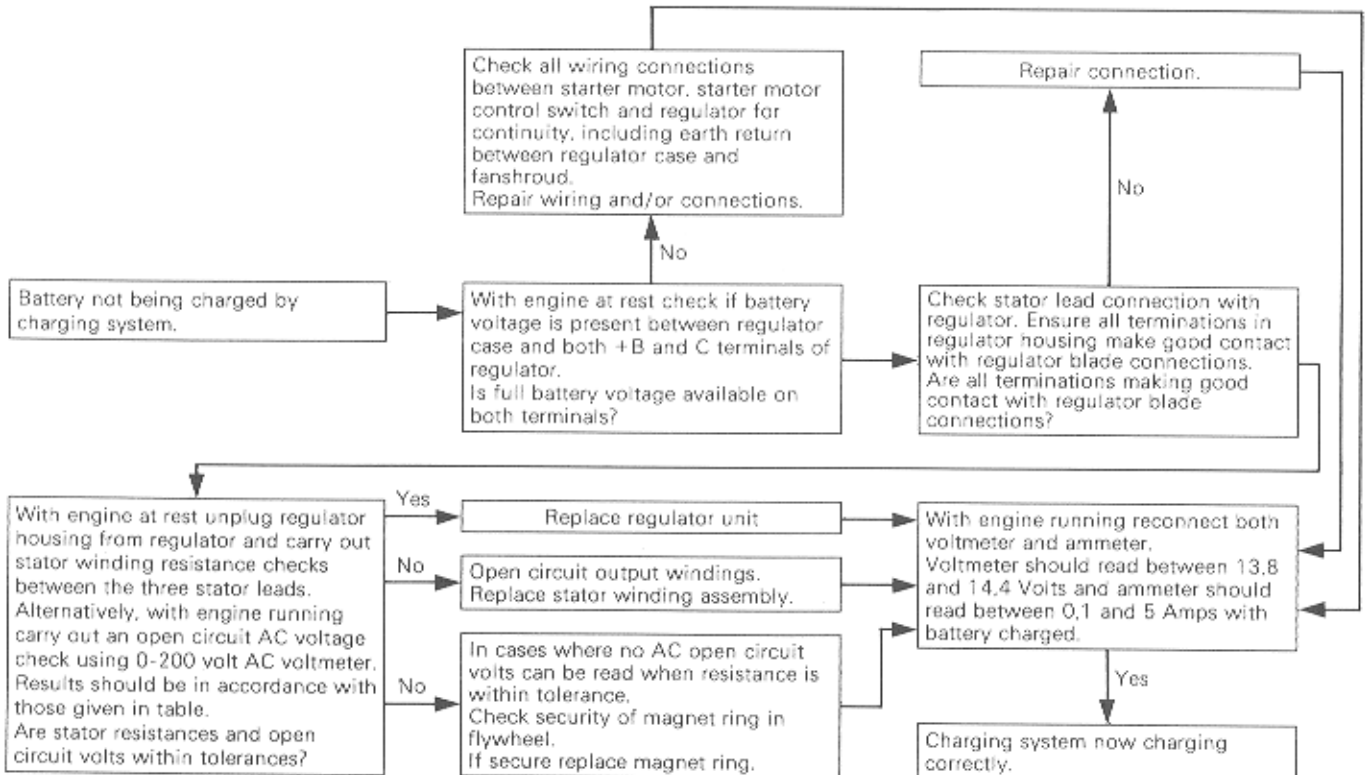 Check all wiring connections
between starter motor, starter motor
control switch and regulator for
continuity, including earth return
between regulator case and
fanshroud.
Repair wiring and/or connections.
Repair connection.
No
No
Battery not being charged by
charging system.
With engine at rest check if battery
voltage is present between regulator
case and both +B and C terminals of
regulator.
Is full battery voltage available on
both terminals?
Check stator lead connection with
regulator. Ensure all terminations in
regulator housing make good contact
with regulator blade connections.
Are all terminations making good
contact with regulator blade
connections?
With engine at rest unplug regulator
housing from regulator and carry out
stator winding resistance checks
between the three stator leads.
Alternatively, with engine running
carry out an open circuit AC voltage
check using 0-200 volt AC voltmeter.
Results should be in accordance with
those given in table.
Are stator resistances and open
circuit volts within tolerances?
Yes
Replace regulator unit
No
Open circuit output windings.
Replace stator winding assembly.
No
In cases where no AC open circuit
volts can be read when resistance is
within tolerance.
Check security of magnet ring in
flywheel.
If secure replace magnet ring.
With engine running reconnect both
voltmeter and ammeter.
Voltmeter should read between 13,8
and 14,4 Volts and ammeter should
read between 0,1 and 5 Amps with
battery charged.
Yes
Charging system now charging
correctly.